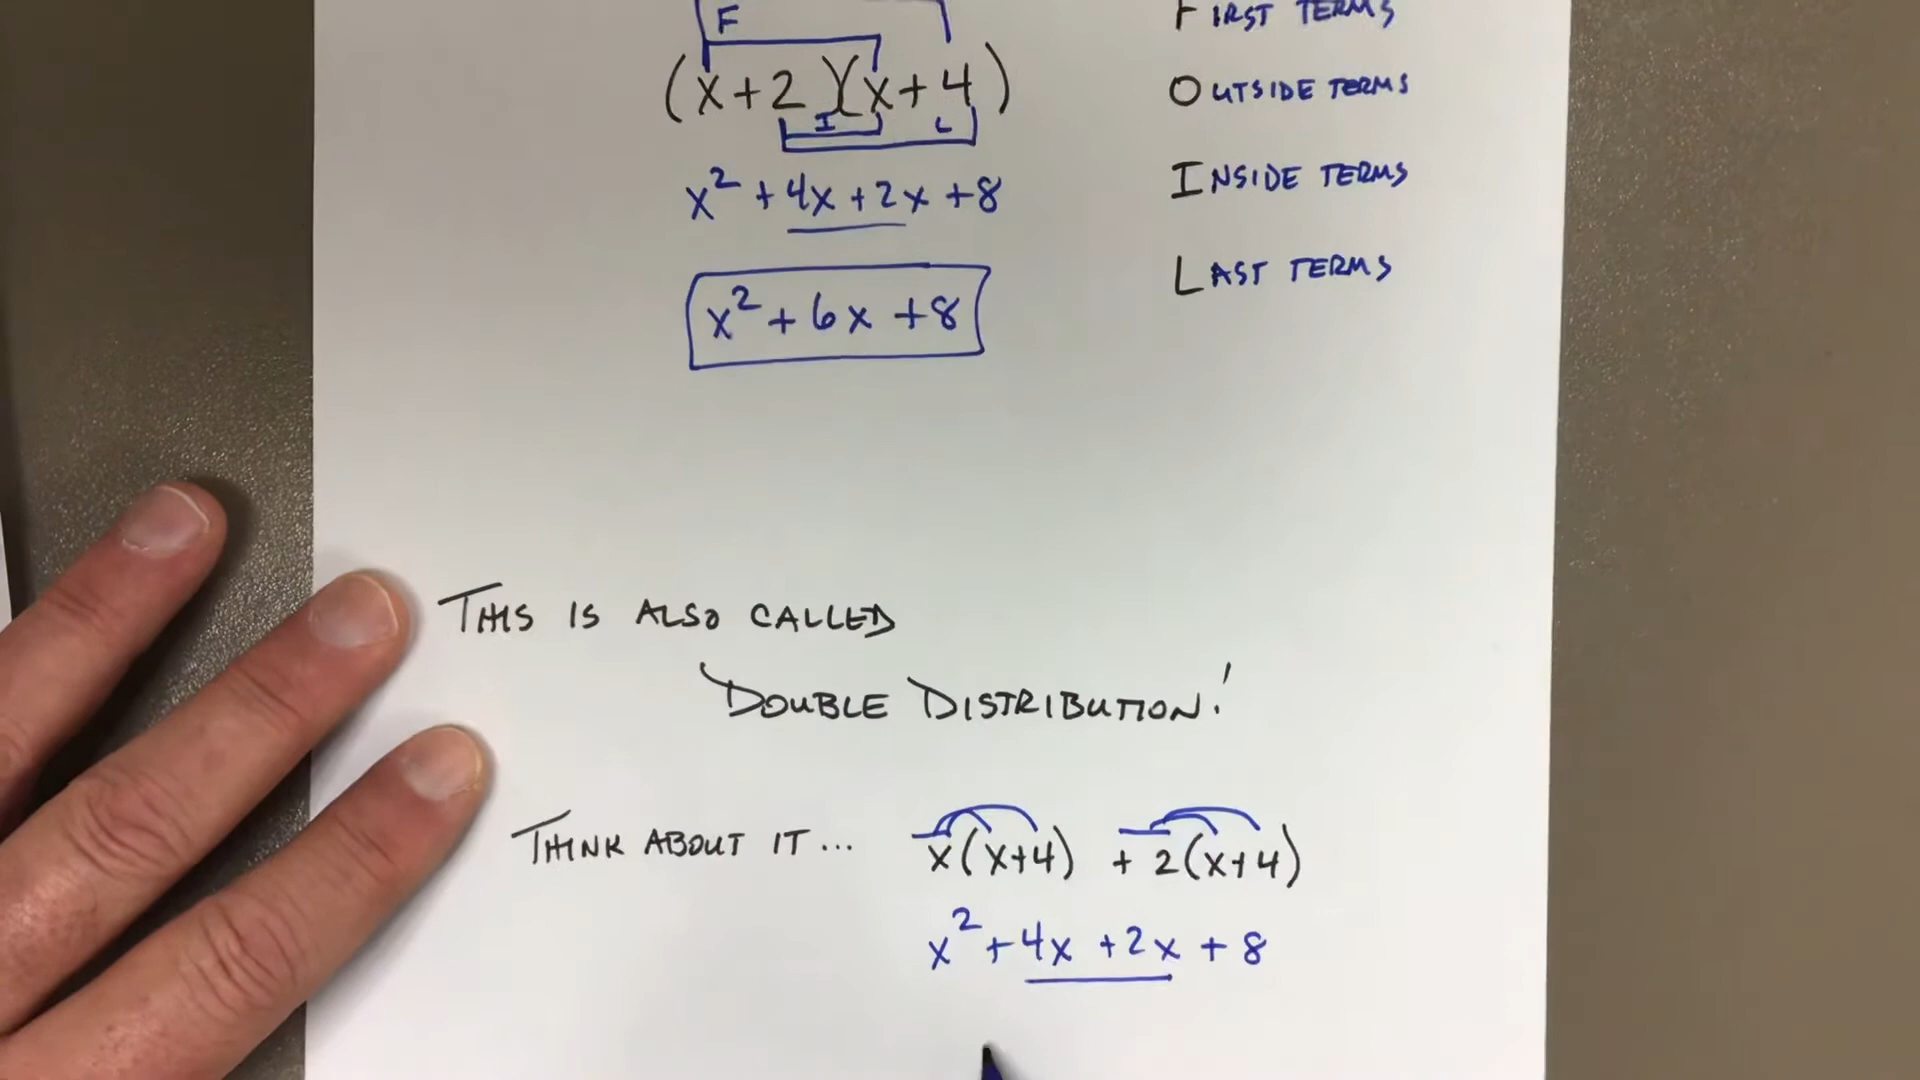 F
(x+2)(x+4)
I L
x²+4x+2x+8
x²+6x+8
FIRST TERMS
OUTSIDE TERMS
INSIDE TERMS
LAST TERMS
THIS IS ALSO CALLED
DOUBLE DISTRIBUTION!
THINK ABOUT IT... x(x+4) + 2(x+4)
x²+4x+2x+8